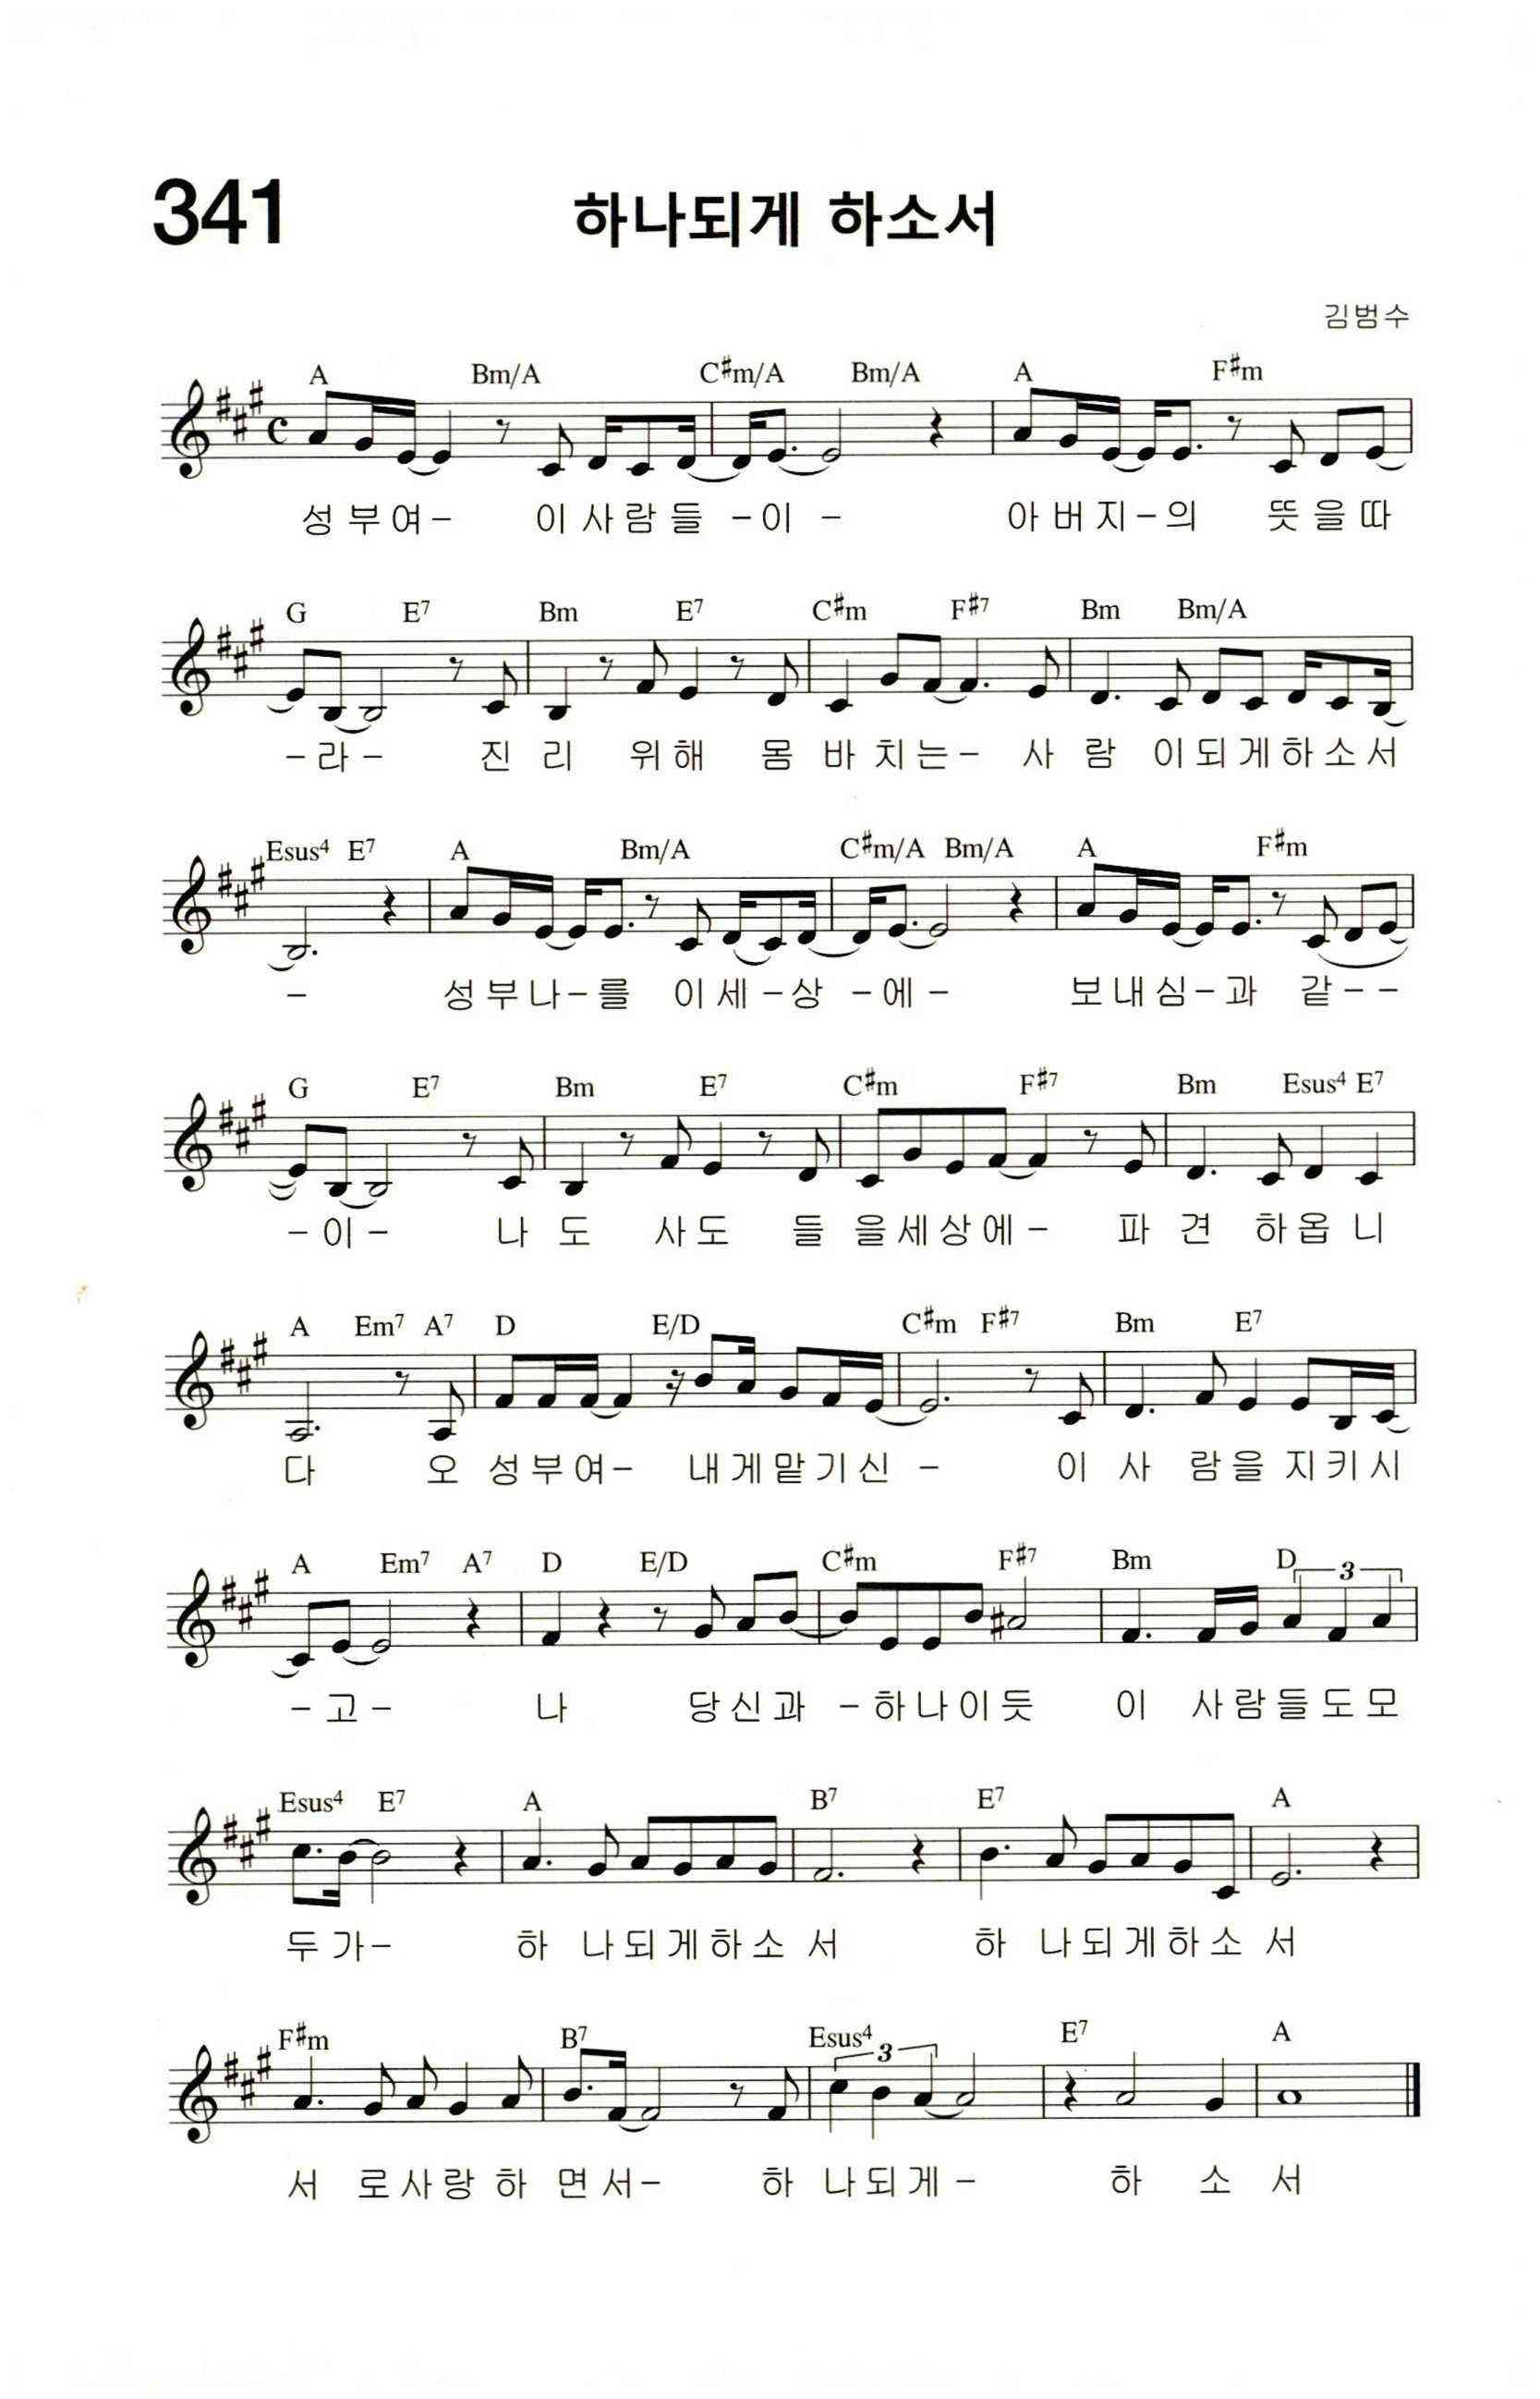 341 하나되게 하소서
김범수
A Bm/A C#m/A Bm/A A F#m
성부여- 이사람들 -이 - 아버지-의 뜻을따
G E7 Bm E7 C#m F#7 Bm Bm/A
-라- 진 리 위해 몸 바 치는- 사 람 이되게하소서
Esus4 E7 A Bm/A C#m/A Bm/A A F#m
- 성부나-를 이세-상 -에- 보내심-과 같--
G E7 Bm E7 C#m F#7 Bm Esus4 E7
-이- 나 도 사도 들 을세상에- 파 견 하옵 니
A Em7 A7 D E/D C#m F#7 Bm E7
다 오 성부여- 내게맡기신 - 이 사 람을 지키시
A Em7 A7 D E/D C#m F#7 Bm D 3
-고- 나 당신과 -하나이듯 이 사람들도모
Esus4 E7 A B7 E7 A
두가- 하 나되게하소 서 하 나되게하소 서
F#m B7 Esus4 3 E7 A
서 로사랑 하 면서- 하 나되게- 하 소 서